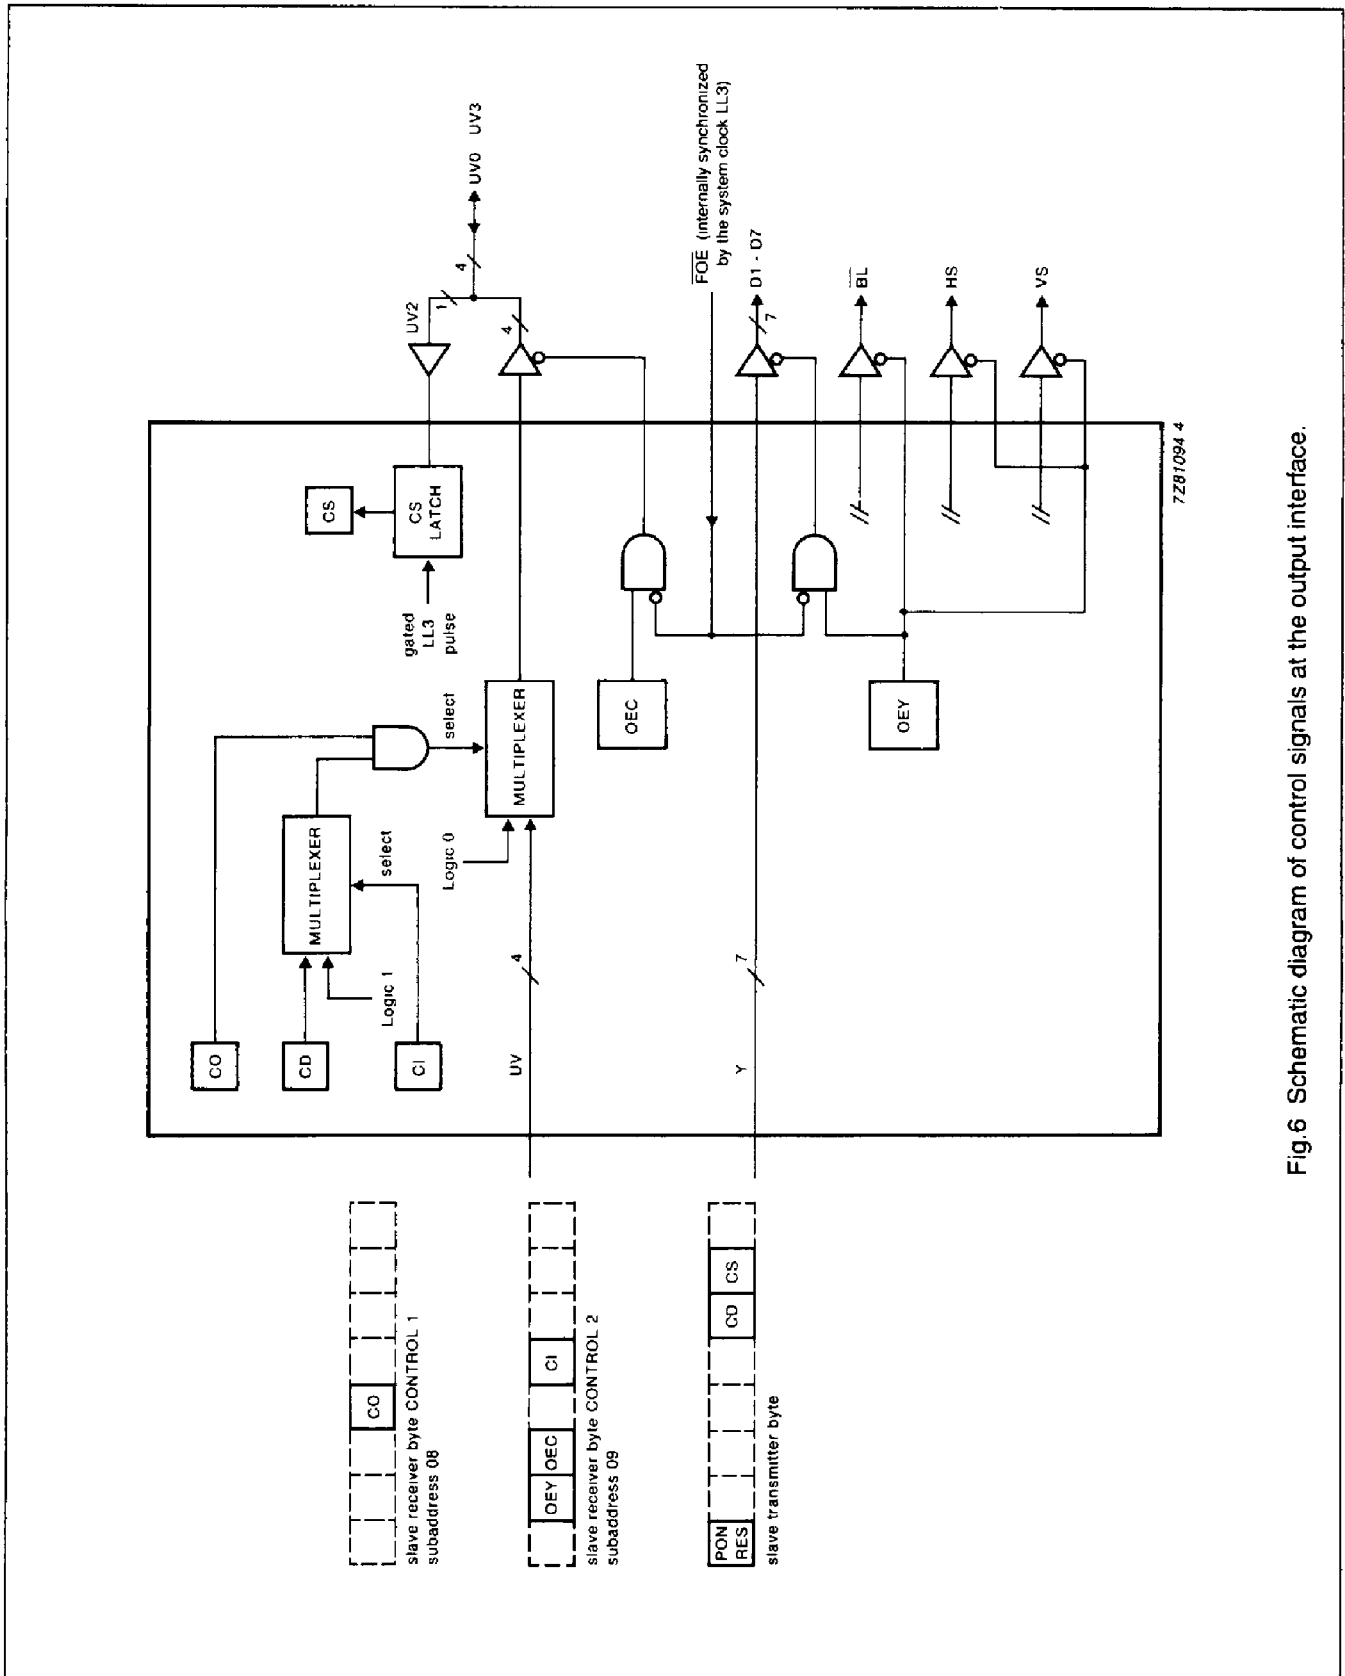 CO
slave receiver byte CONTROL 1
subaddress 08
OEY OEC CI
slave receiver byte CONTROL 2
subaddress 09
PON
RES
CD CS
slave transmitter byte
CO
CD
CI
Logic 1
MULTIPLEXER
select
UV
4
Logic 0
MULTIPLEXER
select
gated
LL3
pulse
CS
LATCH
CS
UV2
1
4
4
UV0 UV3
OEC
FOE (internally synchronized
by the system clock LL3)
Y
7
7
D1 - D7
OEY
BL
HS
VS
7Z81094 4
Fig.6 Schematic diagram of control signals at the output interface.